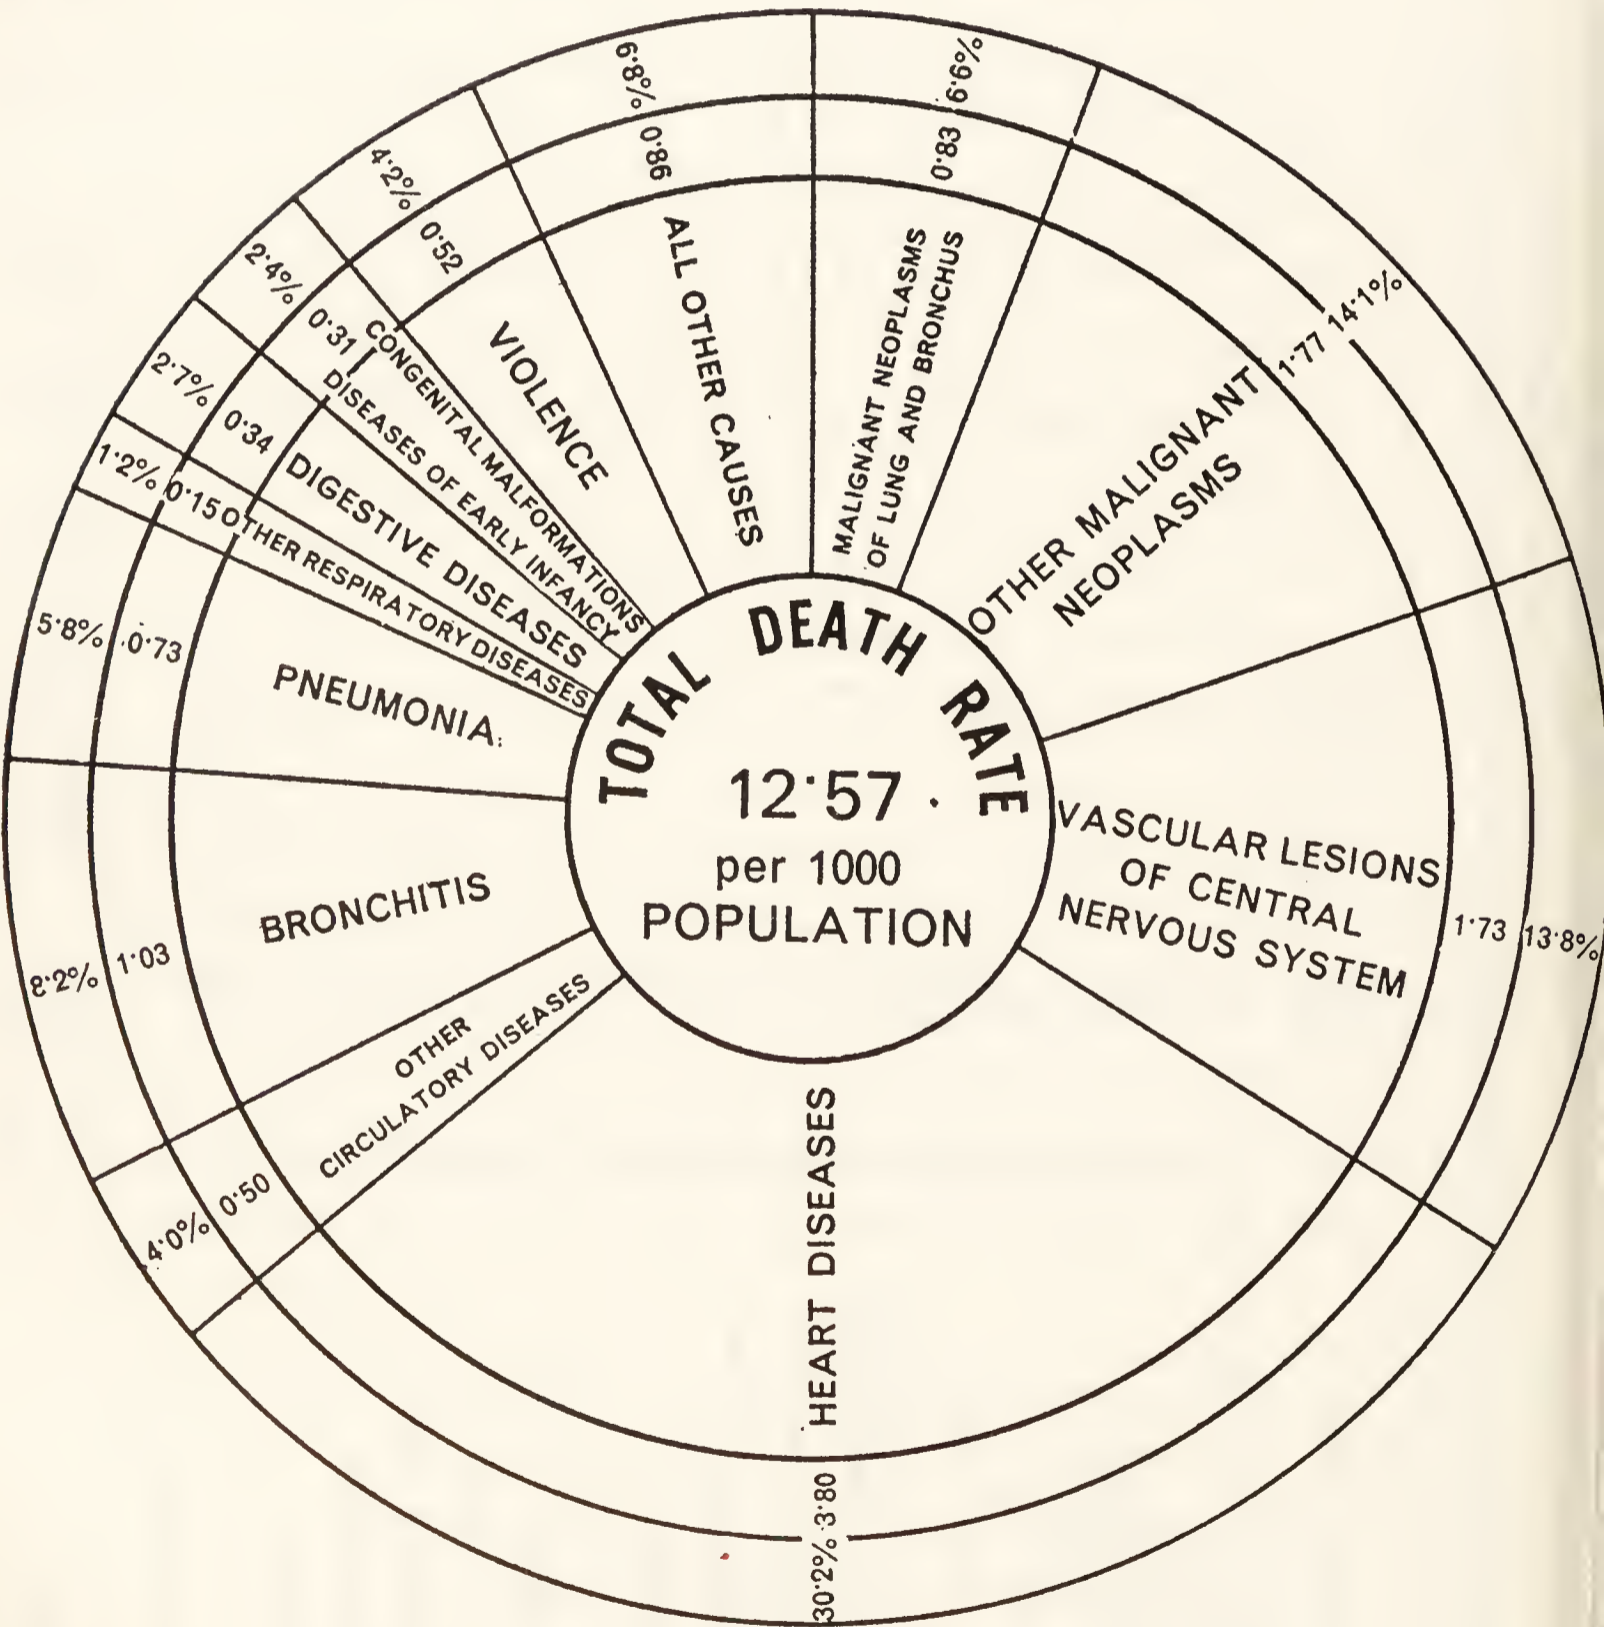 TOTAL DEATH RATE
12·57
per 1000
POPULATION
6·6%
0·83
MALIGNANT NEOPLASMS
OF LUNG AND BRONCHUS
14·1%
1·77
OTHER MALIGNANT
NEOPLASMS
13·8%
1·73
VASCULAR LESIONS
OF CENTRAL
NERVOUS SYSTEM
30·2%
3·80
HEART DISEASES
4·0%
0·50
OTHER
CIRCULATORY DISEASES
8·2%
1·03
BRONCHITIS
5·8%
0·73
PNEUMONIA
1·2%
0·15
OTHER RESPIRATORY DISEASES
2·7%
0·34
DIGESTIVE DISEASES
2·4%
0·31
CONGENITAL MALFORMATIONS
DISEASES OF EARLY INFANCY
4·2%
0·52
VIOLENCE
6·8%
0·86
ALL OTHER CAUSES